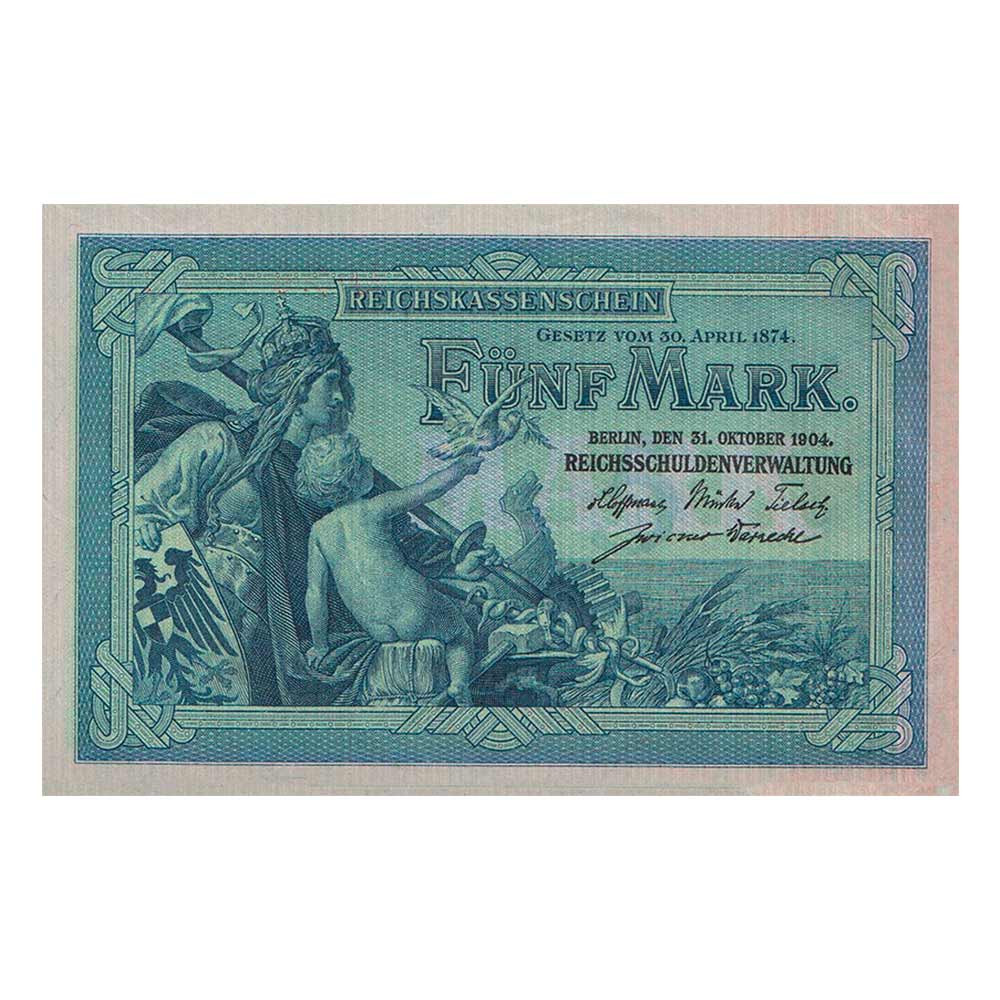 REICHSKASSENSCHEIN
GESETZ VOM 30. APRIL 1874.
FÜNF MARK.
BERLIN, DEN 31. OKTOBER 1904.
REICHSSCHULDENVERWALTUNG